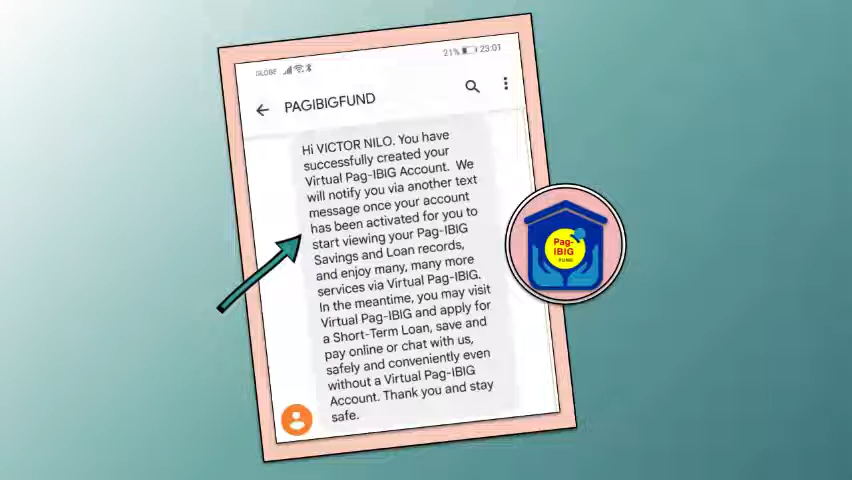 GLOBE
21% 23:01
PAGIBIGFUND
Hi VICTOR NILO. You have
successfully created your
Virtual Pag-IBIG Account.  We
will notify you via another text
message once your account
has been activated for you to
start viewing your Pag-IBIG
Savings and Loan records,
and enjoy many, many more
services via Virtual Pag-IBIG.
In the meantime, you may visit
Virtual Pag-IBIG and apply for
a Short-Term Loan, save and
pay online or chat with us,
safely and conveniently even
without a Virtual Pag-IBIG
Account. Thank you and stay
safe.
Pag-
IBIG
FUND